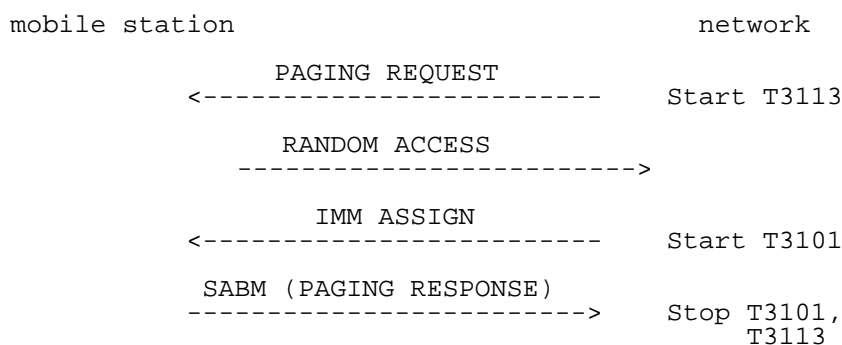 mobile station network
PAGING REQUEST
<------------------------- Start T3113
RANDOM ACCESS
------------------------->
IMM ASSIGN
<------------------------- Start T3101
SABM (PAGING RESPONSE)
-------------------------> Stop T3101,
T3113